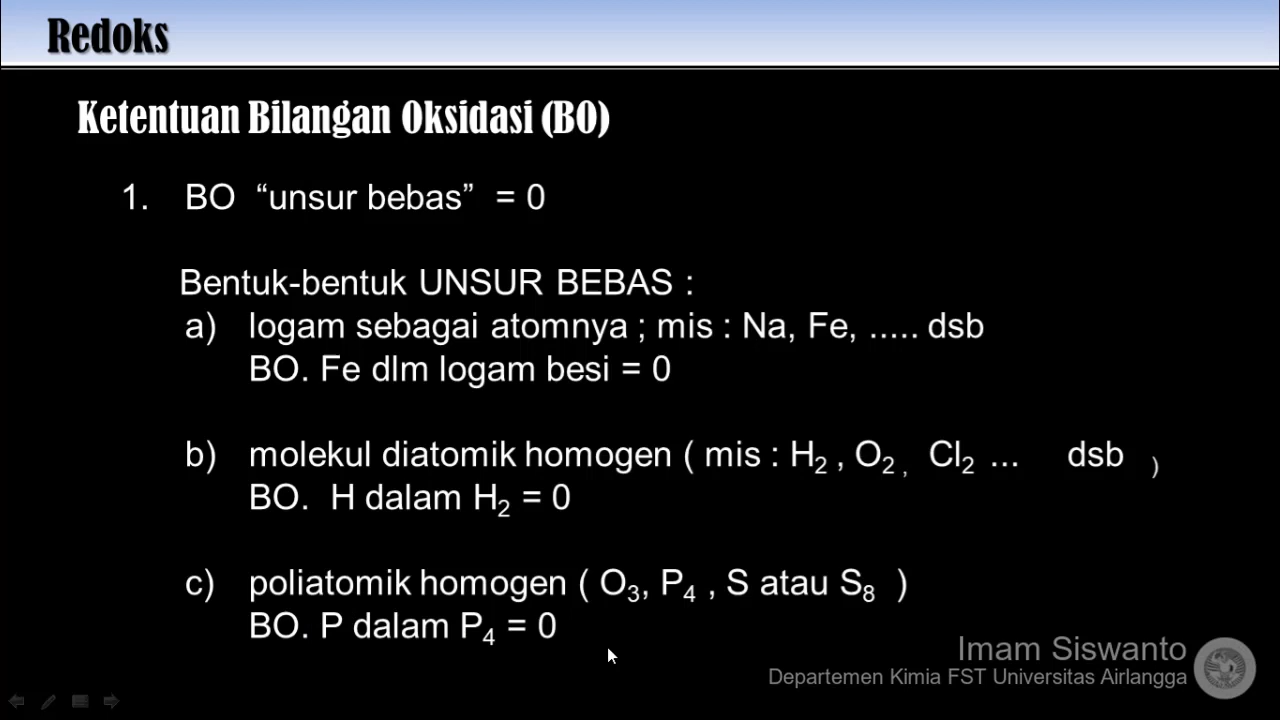 Redoks
Ketentuan Bilangan Oksidasi (BO)
1. BO “unsur bebas” = 0
Bentuk-bentuk UNSUR BEBAS :
a) logam sebagai atomnya ; mis : Na, Fe, ..... dsb
BO. Fe dlm logam besi = 0
b) molekul diatomik homogen ( mis : H₂ , O₂ , Cl₂ ... dsb )
BO. H dalam H₂ = 0
c) poliatomik homogen ( O₃, P₄ , S atau S₈ )
BO. P dalam P₄ = 0
Imam Siswanto
Departemen Kimia FST Universitas Airlangga